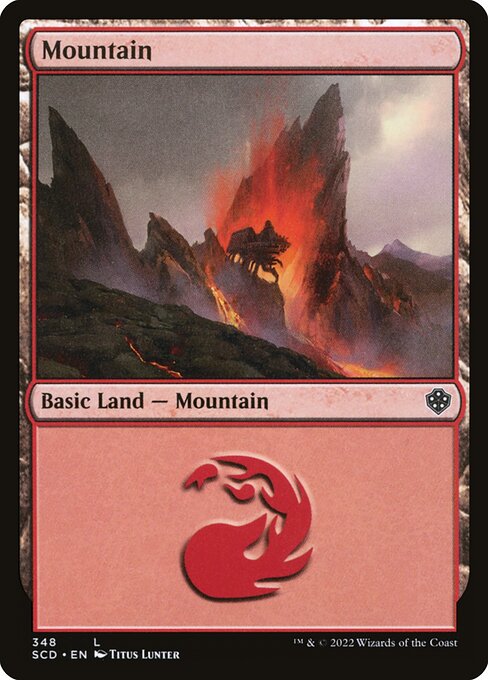 Mountain
Basic Land — Mountain
348 L
™ & © 2022 Wizards of the Coast
SCD • EN Titus Lunter